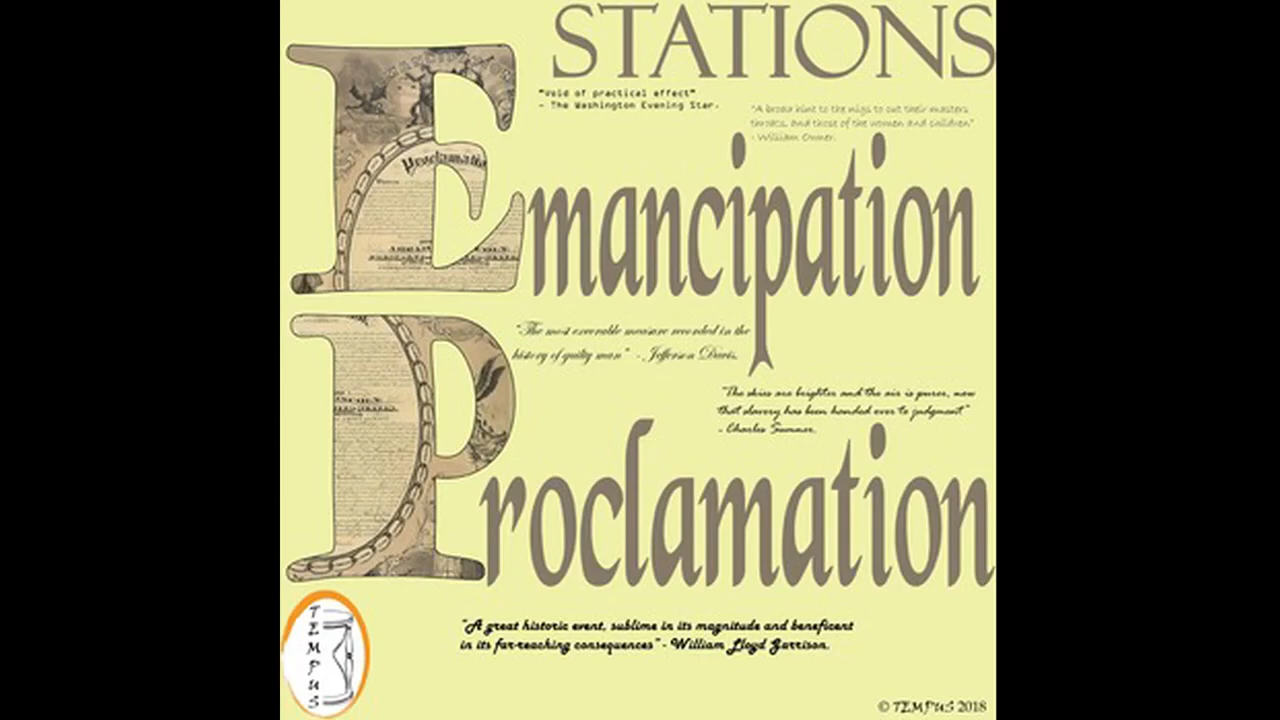 STATIONS
"Void of practical effect"
- The Washington Evening Star.
"A broad hint to the nigs to cut their masters
throats, and those of the women and children"
- William Owner.
Emancipation
EMANCIPATION
Proclamation
"The most execrable measure recorded in the
history of guilty man" - Jefferson Davis.
"The skies are brighter and the air is purer, now
that slavery has been handed over to judgment"
- Charles Sumner.
Proclamation
"A great historic event, sublime in its magnitude and beneficent
in its far-reaching consequences" - William Lloyd Garrison.
TEMPUS
© TEMPUS 2018